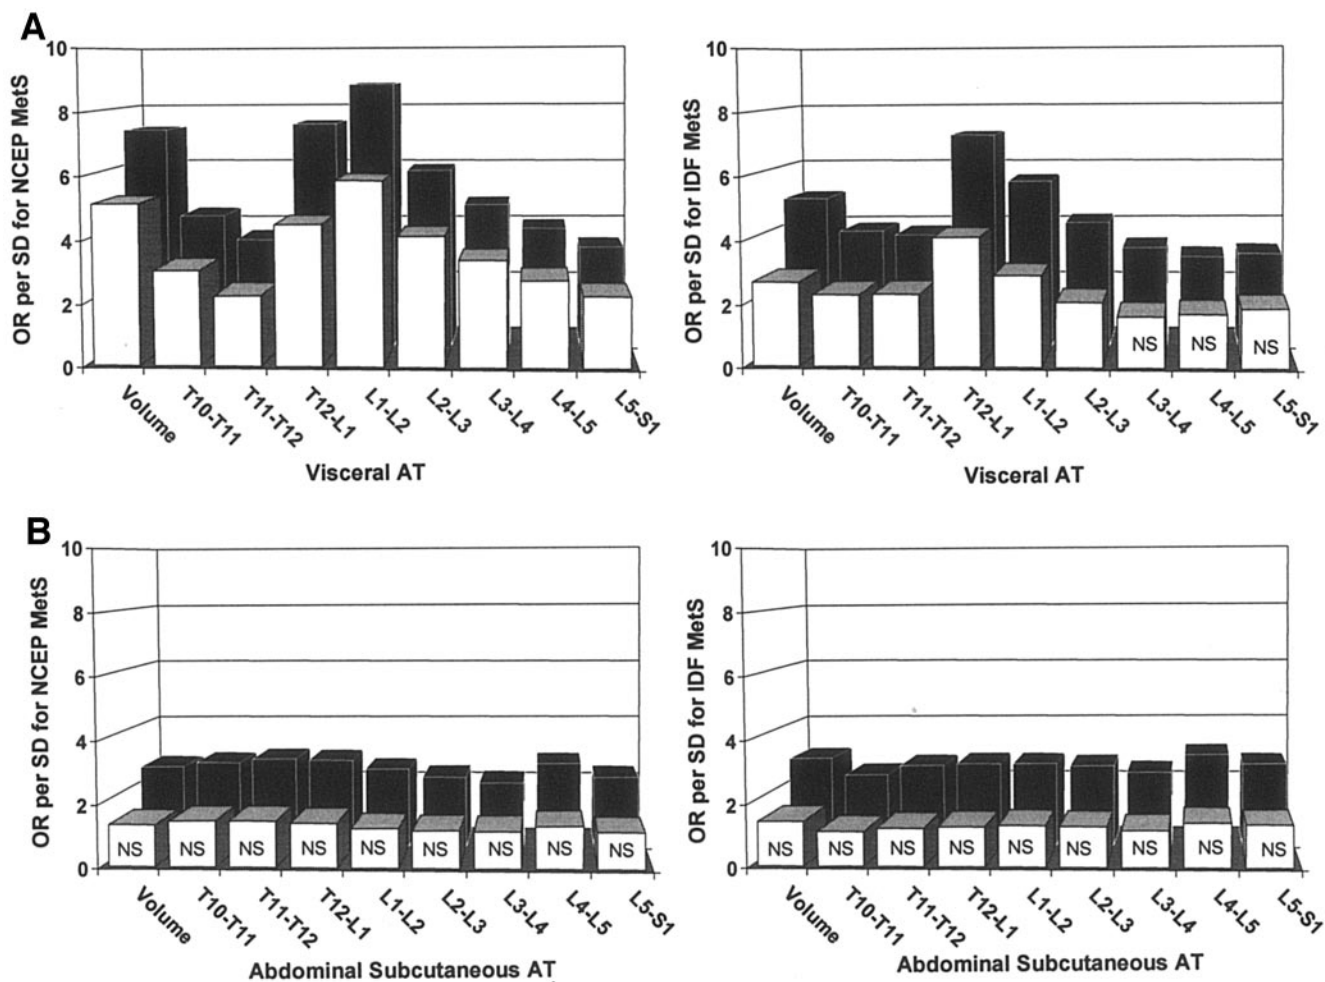 A
OR per SD for NCEP MetS
10
8
6
4
2
0
Volume
T10-T11
T11-T12
T12-L1
L1-L2
L2-L3
L3-L4
L4-L5
L5-S1
Visceral AT
OR per SD for IDF MetS
10
8
6
4
2
0
NS
NS
NS
Volume
T10-T11
T11-T12
T12-L1
L1-L2
L2-L3
L3-L4
L4-L5
L5-S1
Visceral AT
B
OR per SD for NCEP MetS
10
8
6
4
2
0
NS
NS
NS
NS
NS
NS
NS
NS
NS
Volume
T10-T11
T11-T12
T12-L1
L1-L2
L2-L3
L3-L4
L4-L5
L5-S1
Abdominal Subcutaneous AT
OR per SD for IDF MetS
10
8
6
4
2
0
NS
NS
NS
NS
NS
NS
NS
NS
NS
Volume
T10-T11
T11-T12
T12-L1
L1-L2
L2-L3
L3-L4
L4-L5
L5-S1
Abdominal Subcutaneous AT